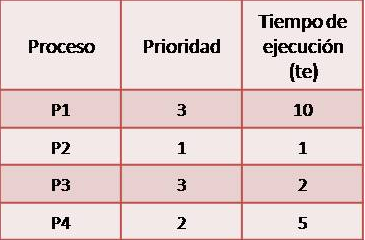 Proceso Prioridad Tiempo de ejecución (te)
P1 3 10
P2 1 1
P3 3 2
P4 2 5